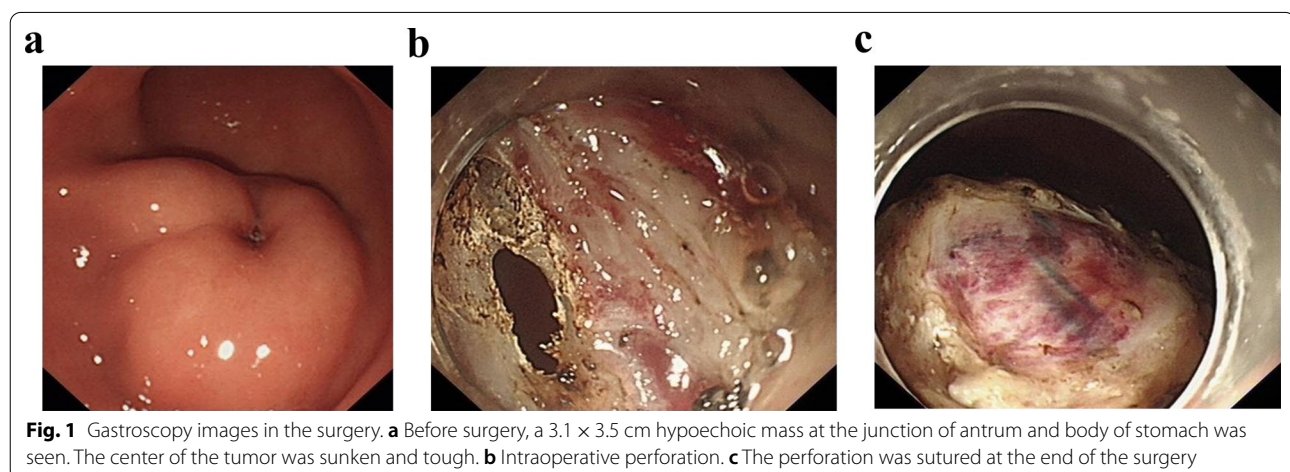 a
b
c
Fig. 1 Gastroscopy images in the surgery. a Before surgery, a 3.1 × 3.5 cm hypoechoic mass at the junction of antrum and body of stomach was
seen. The center of the tumor was sunken and tough. b Intraoperative perforation. c The perforation was sutured at the end of the surgery